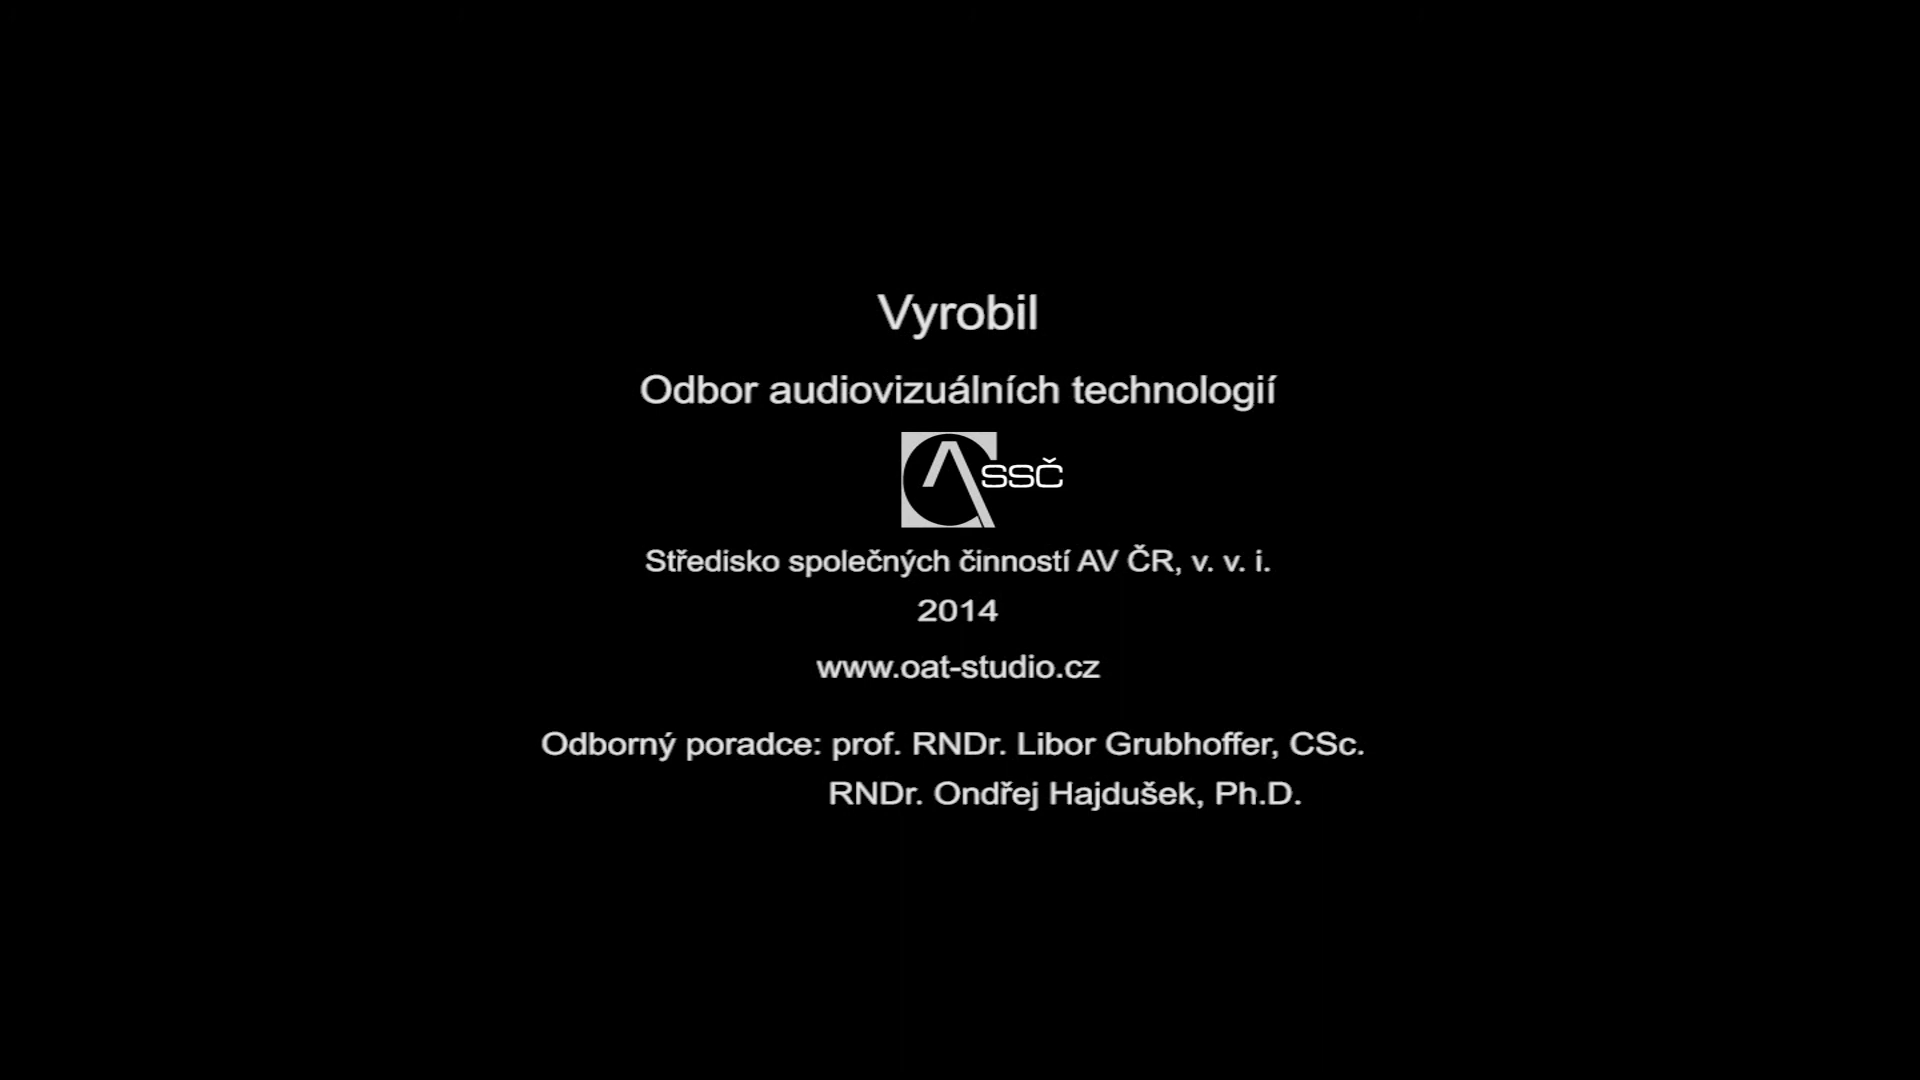 Vyrobil
Odbor audiovizuálních technologií
SSČ
Středisko společných činností AV ČR, v. v. i.
2014
www.oat-studio.cz
Odborný poradce: prof. RNDr. Libor Grubhoffer, CSc.
RNDr. Ondřej Hajdušek, Ph.D.